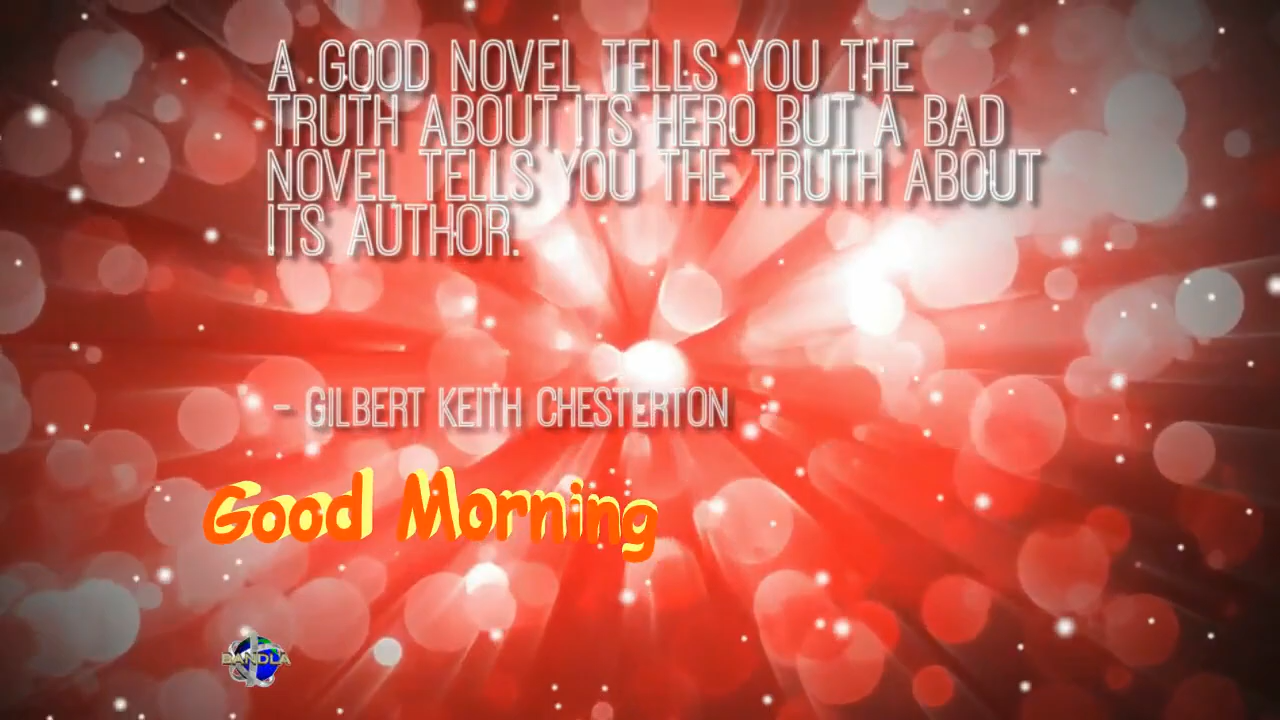 A GOOD NOVEL TELLS YOU THE
TRUTH ABOUT ITS HERO BUT A BAD
NOVEL TELLS YOU THE TRUTH ABOUT
ITS AUTHOR.
- GILBERT KEITH CHESTERTON
Good Morning
BANDLA